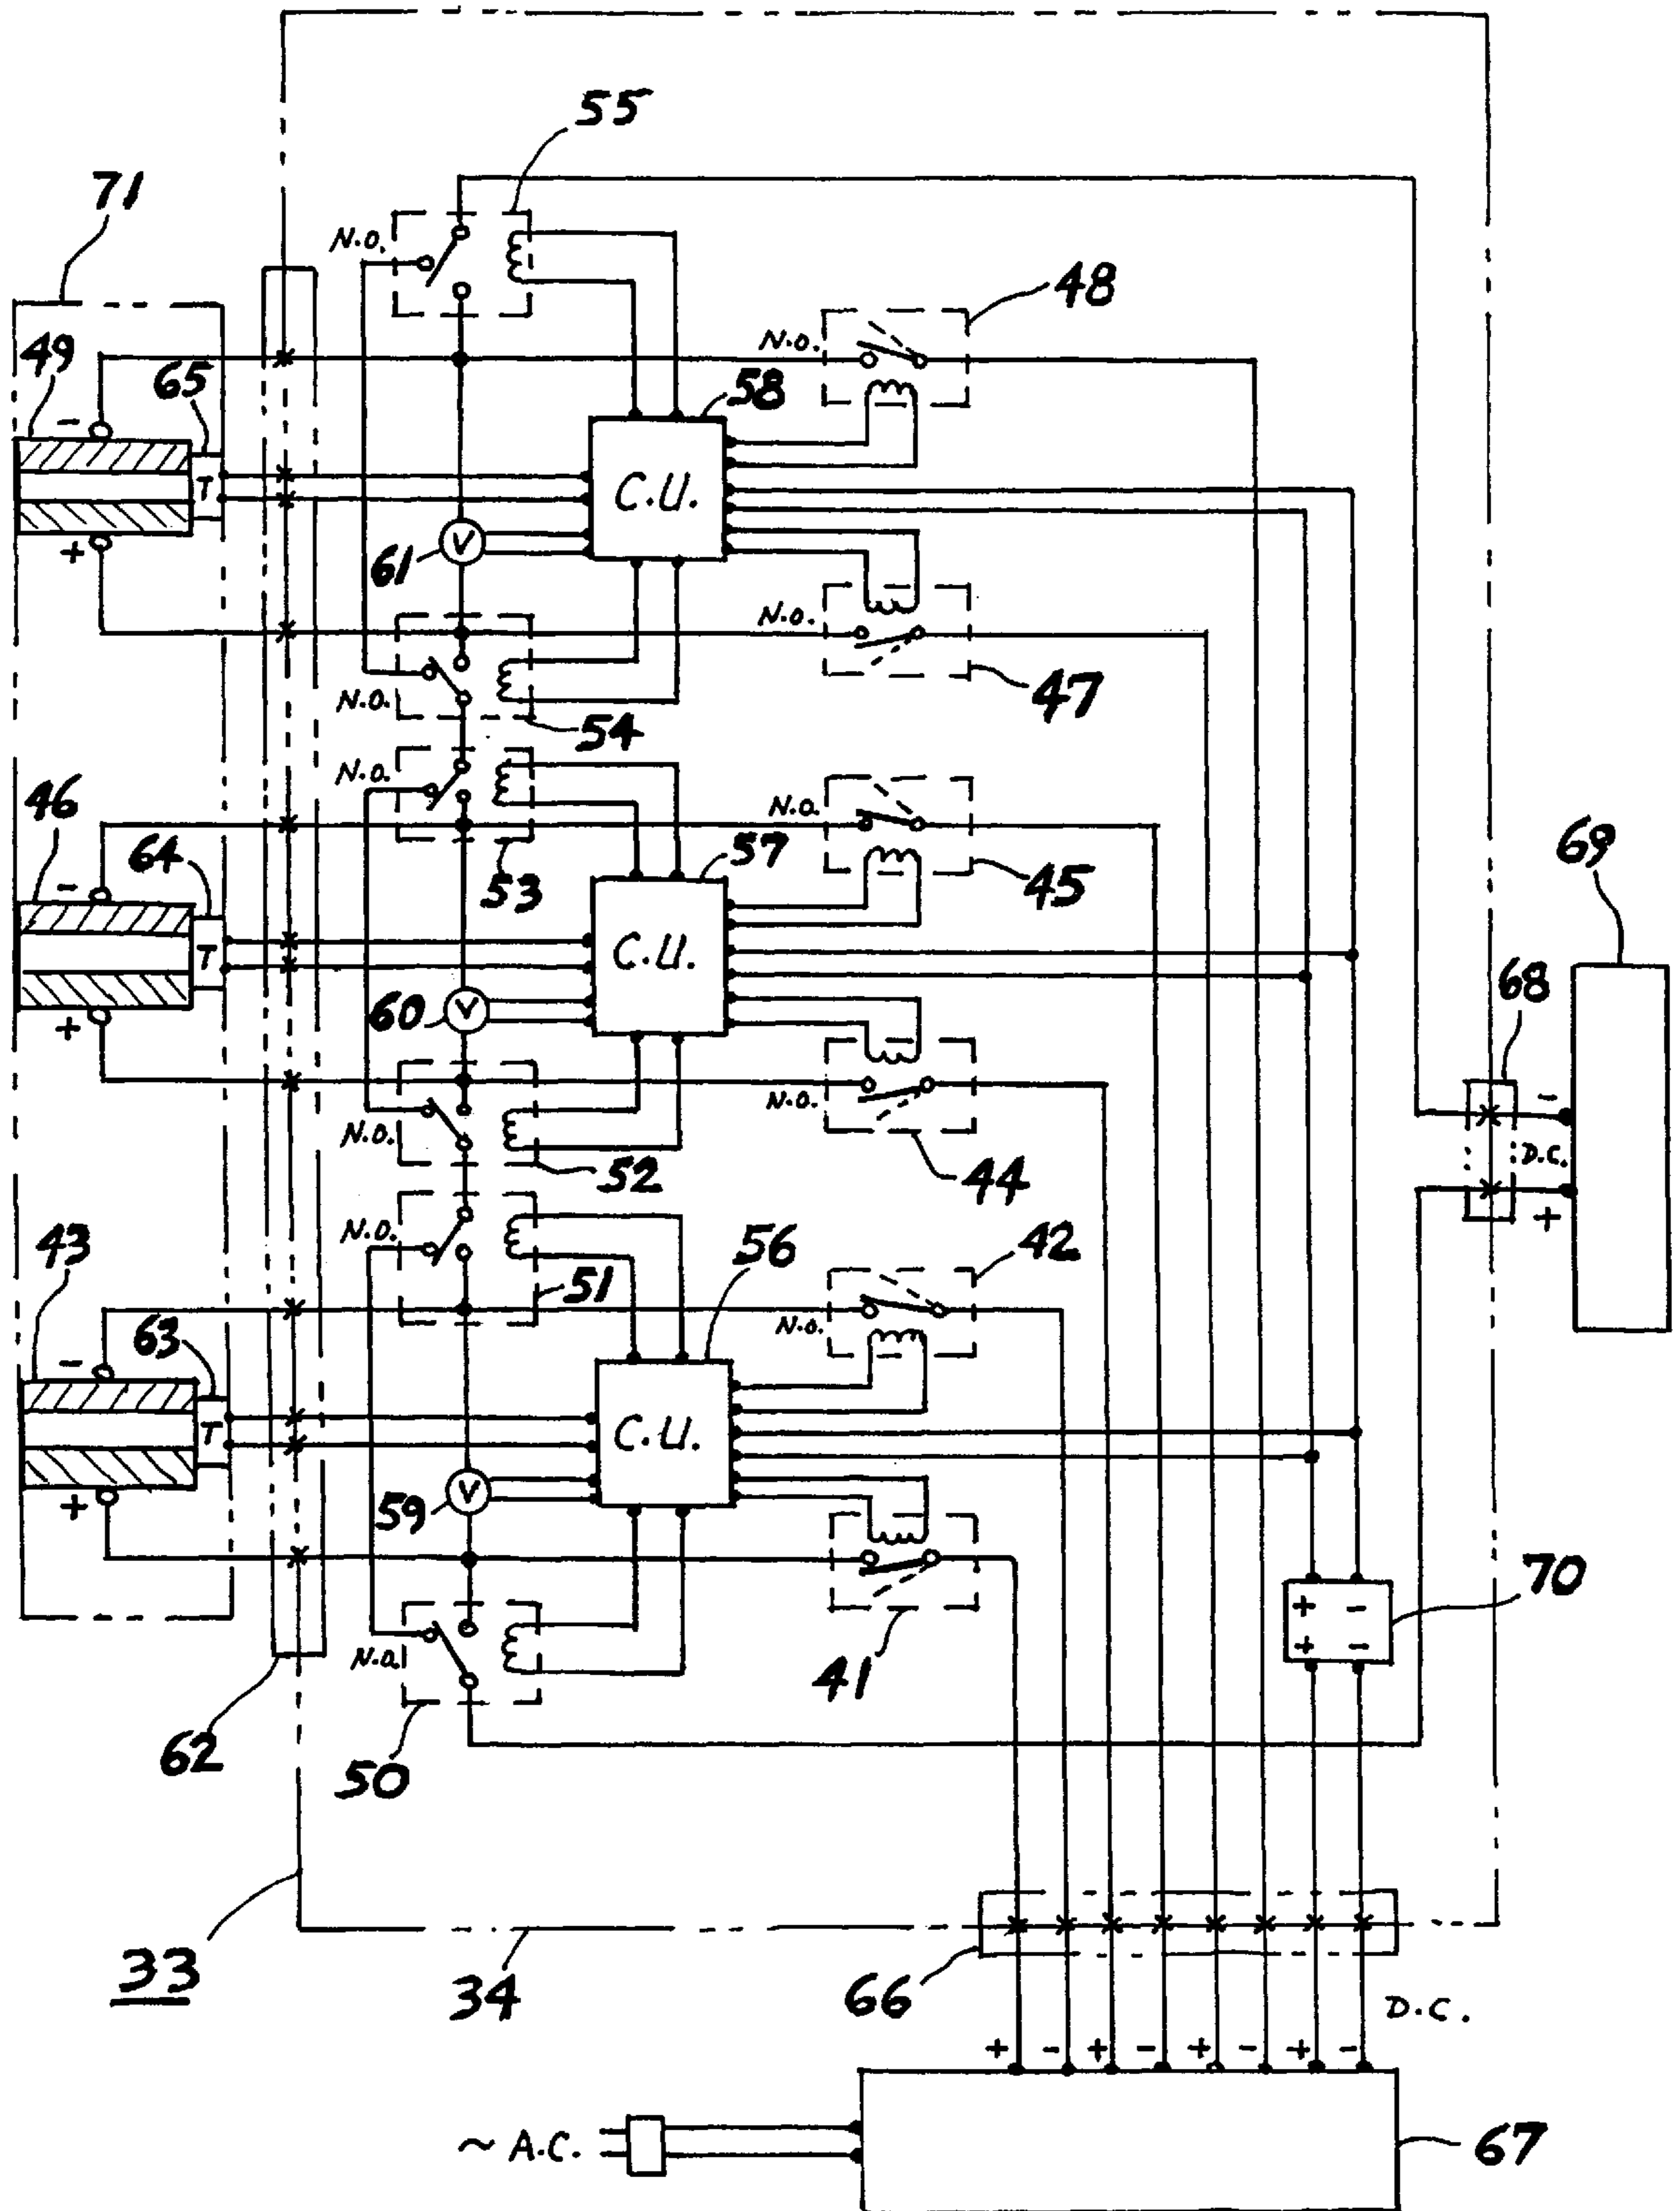 55
71
N.O.
48
49
65
N.O.
58
-
T
C.U.
+
61
V
N.O.
47
N.O.
54
N.O.
46
64
53
N.O.
57
45
69
-
T
C.U.
68
+
60
V
N.O.
44
-
D.C.
+
N.O.
52
43
N.O.
51
56
42
N.O.
63
-
T
C.U.
+
59
V
41
70
+ -
+ -
N.O.
62
50
33
34
66
D.C.
+ - + - + - + -
~ A.C.
67